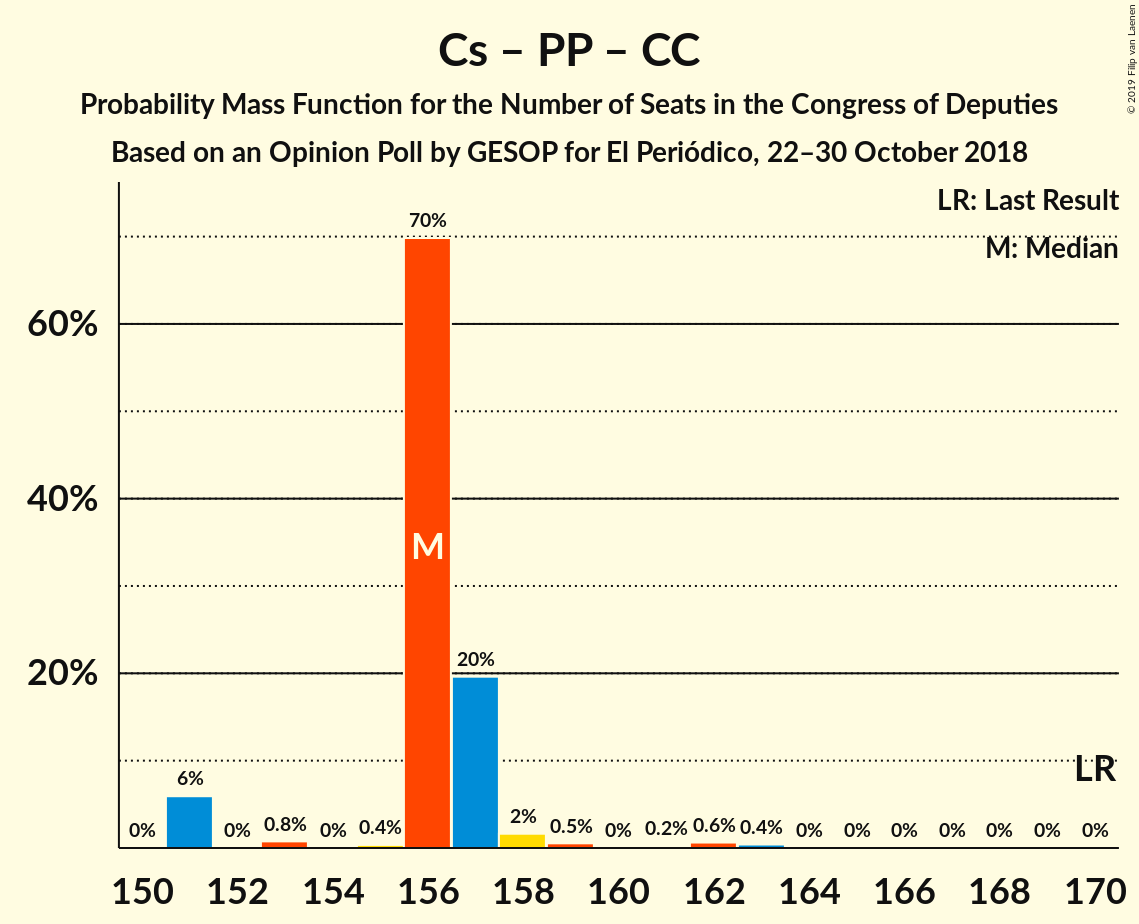 Cs – PP – CC
Probability Mass Function for the Number of Seats in the Congress of Deputies
Based on an Opinion Poll by GESOP for El Periódico, 22–30 October 2018
© 2019 Filip van Laenen
LR: Last Result
M: Median
70%
60%
40%
M
20%
20%
LR
6%
0% 0% 0.8% 0% 0.4% 2% 0.5% 0% 0.2% 0.6% 0.4% 0% 0% 0% 0% 0% 0% 0%
150 152 154 156 158 160 162 164 166 168 170